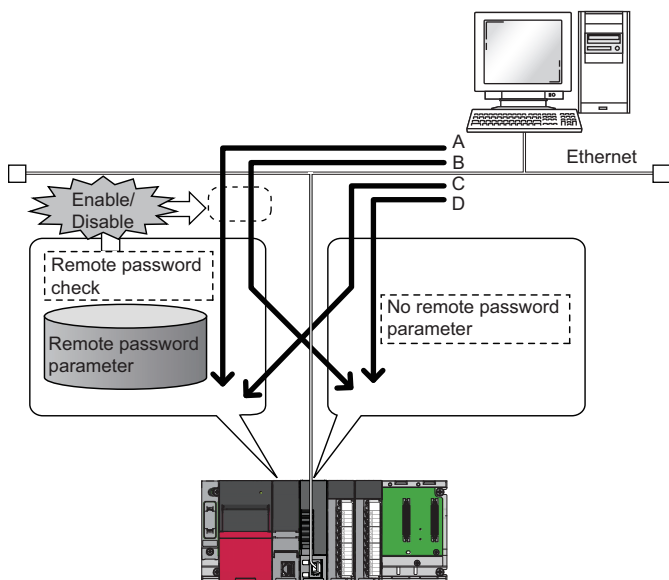 A
B
Ethernet
C
D
Enable/
Disable
Remote password
check
Remote password
parameter
No remote password
parameter